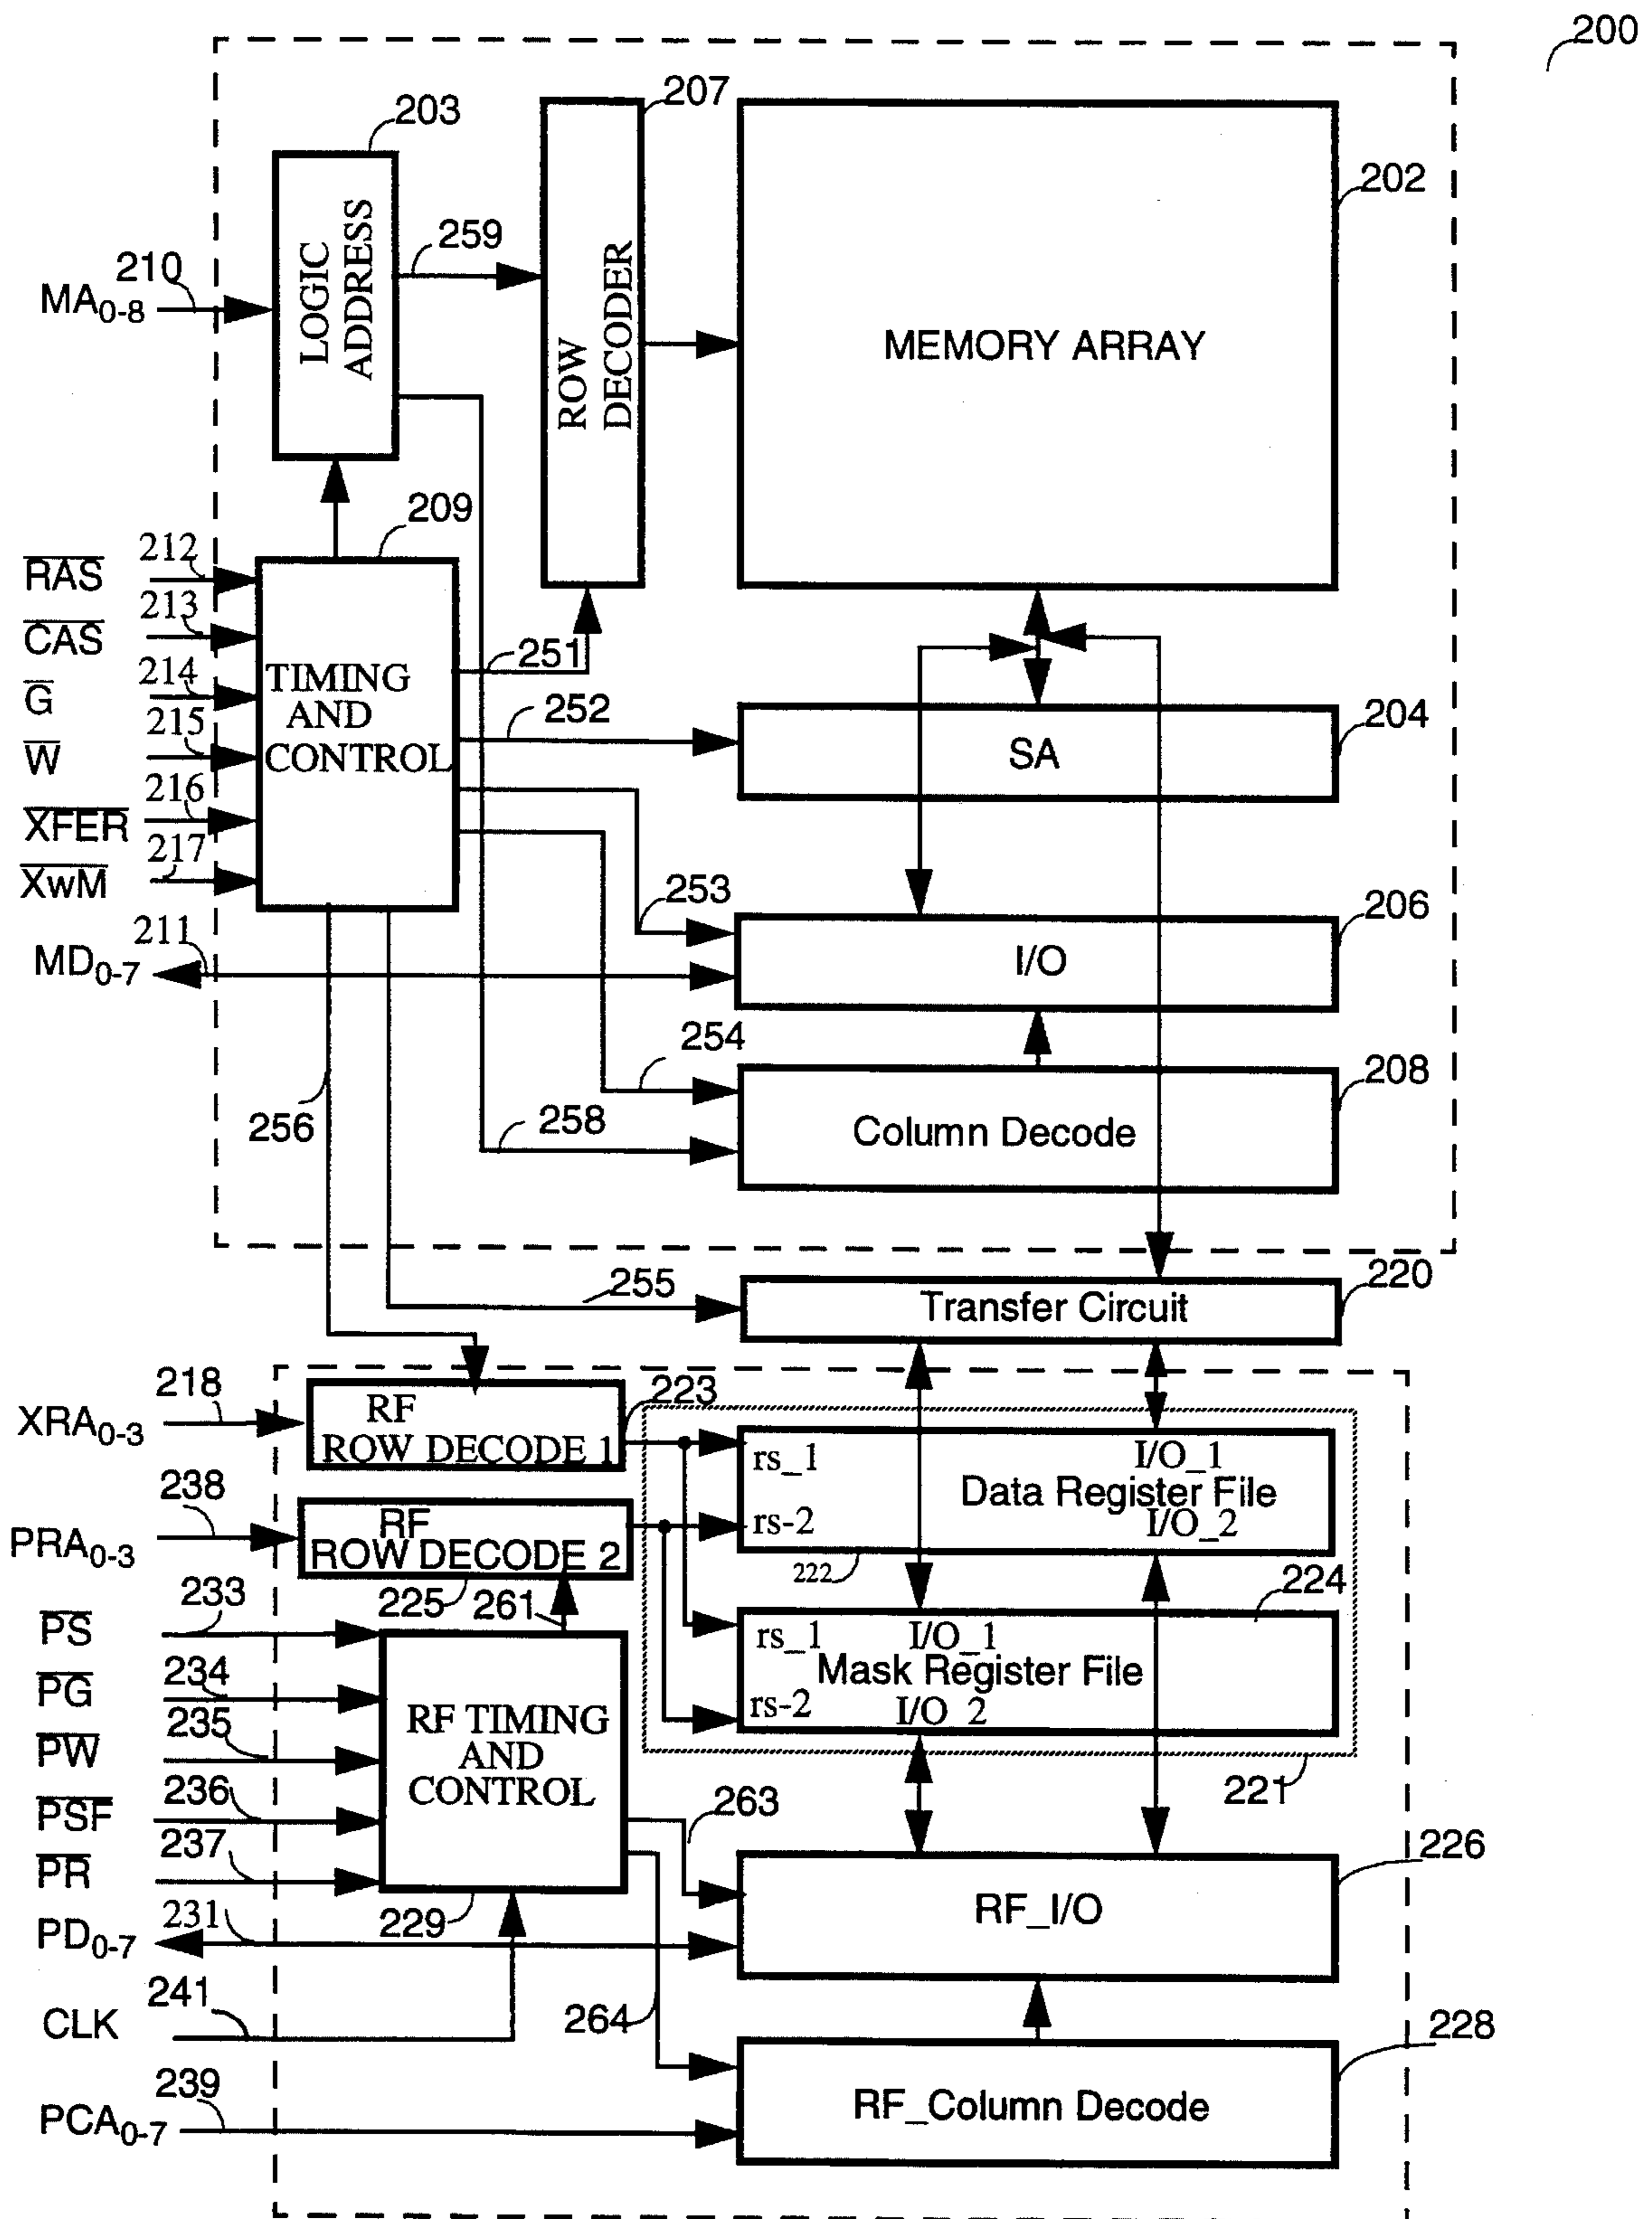 200
207
203
202
259
210
MA0-8
LOGIC
ADDRESS
ROW
DECODER
MEMORY ARRAY
209
212
RAS
213
CAS
214
G
215
W
216
XFER
217
XwM
TIMING
AND
CONTROL
251
252
204
SA
253
206
211
MD0-7
I/O
254
208
256
258
Column Decode
255
220
Transfer Circuit
218
XRA0-3
RF
ROW DECODE 1
223
rs_1
I/O_1
Data Register File
rs-2
I/O_2
238
PRA0-3
RF
ROW DECODE 2
222
224
225
261
233
PS
rs_1
I/O_1
Mask Register File
rs-2
I/O_2
234
PG
235
PW
236
PSF
237
PR
RF TIMING
AND
CONTROL
221
263
226
RF_I/O
229
231
PD0-7
241
CLK
264
228
239
PCA0-7
RF_Column Decode